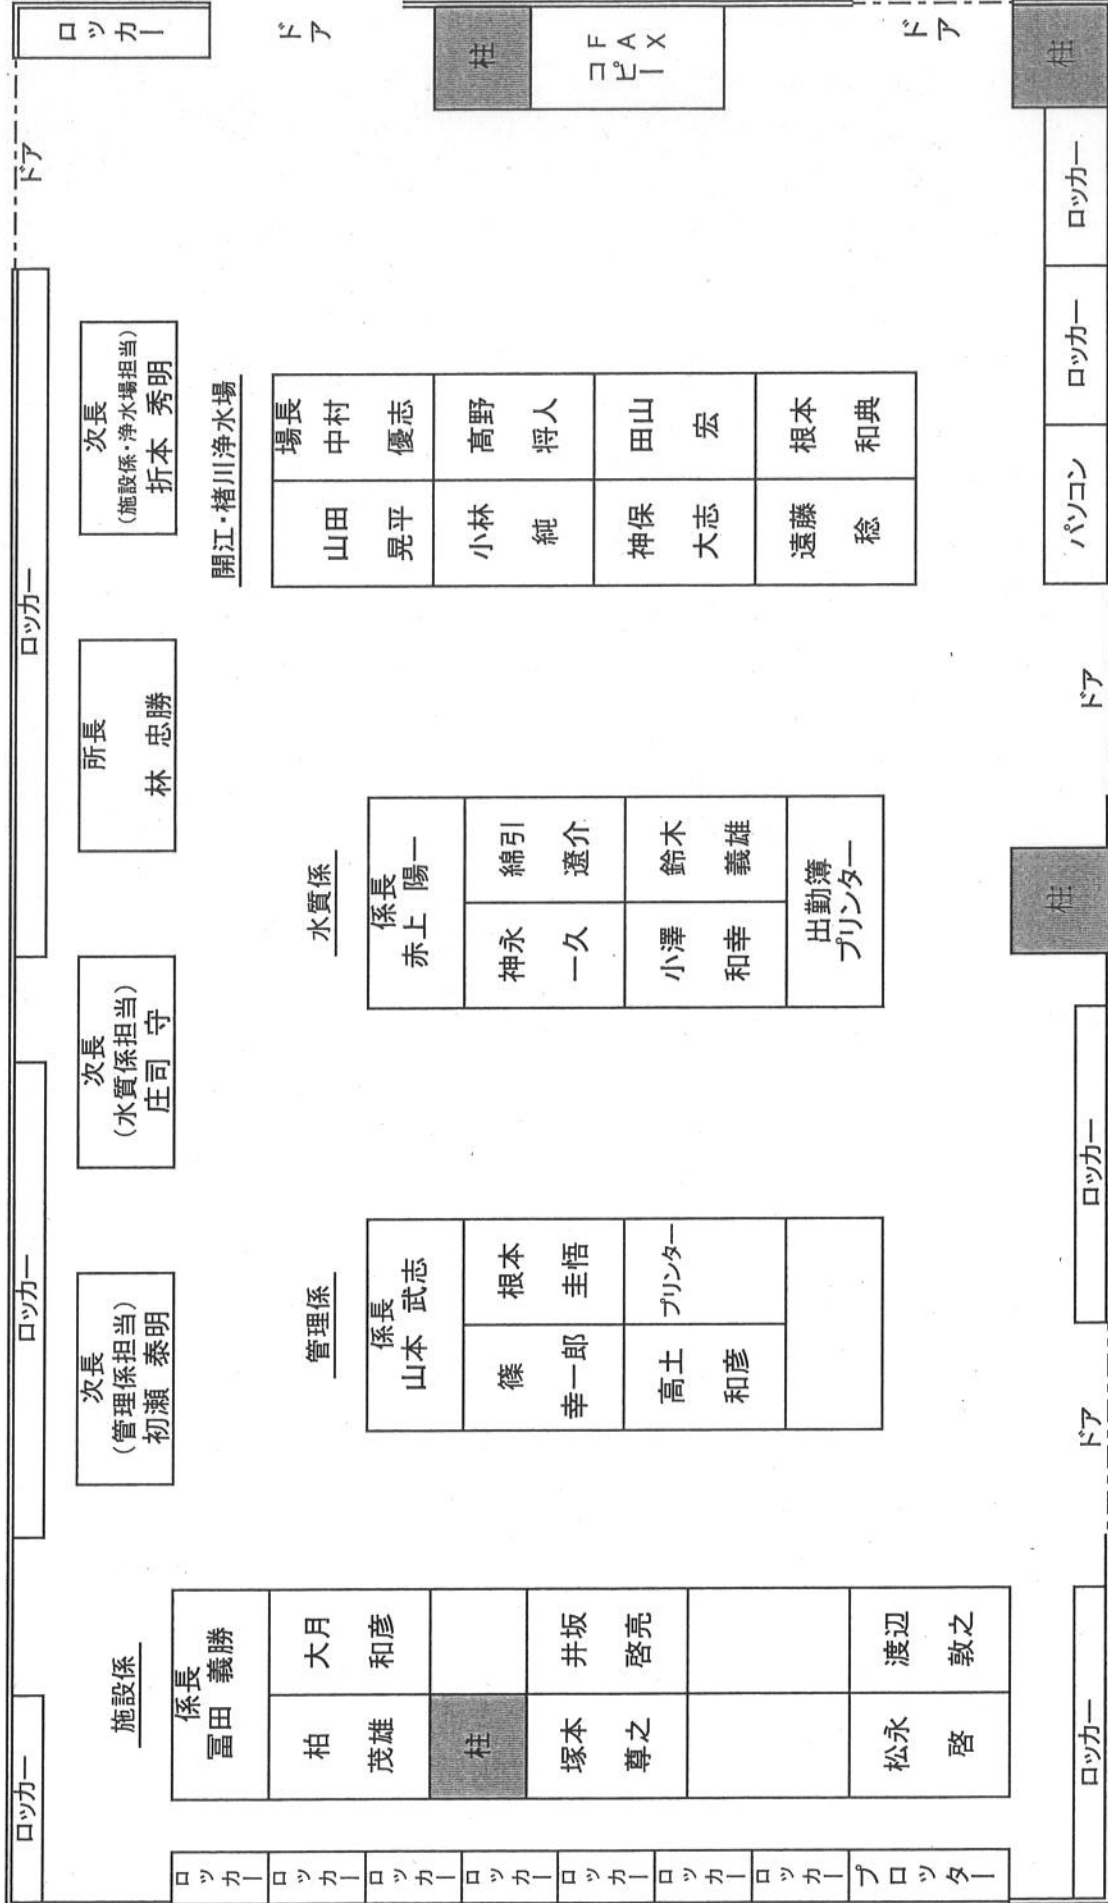 ロッカー
ロッカー
ロッカー
ドア
ロッカー
ドア
柱
コピー
FAX
ドア
柱
次長
(管理係担当)
初瀬 泰明
次長
(水質係担当)
庄司 守
所長
林 忠勝
次長
(施設係・浄水場担当)
折本 秀明
施設係
係長
冨田 義勝
柏 茂雄
大月 和彦
柱
塚本 尊之
井坂 啓亮
松永 啓
渡辺 敦之
管理係
係長
山本 武志
篠 幸一郎
根本 圭悟
高土 和彦
プリンター
水質係
係長
赤上 陽一
神永 一久
綿引 遼介
小澤 和幸
鈴木 義雄
出勤簿
プリンター
開江・楮川浄水場
山田 晃平
場長
中村 優志
小林 純
髙野 将人
神保 大志
田山 宏
遠藤 稔
根本 和典
ロッカー
ロッカー
ロッカー
ロッカー
ロッカー
ロッカー
ロッカー
プロッター
ロッカー
ドア
ロッカー
柱
ドア
パソコン
ロッカー
ロッカー